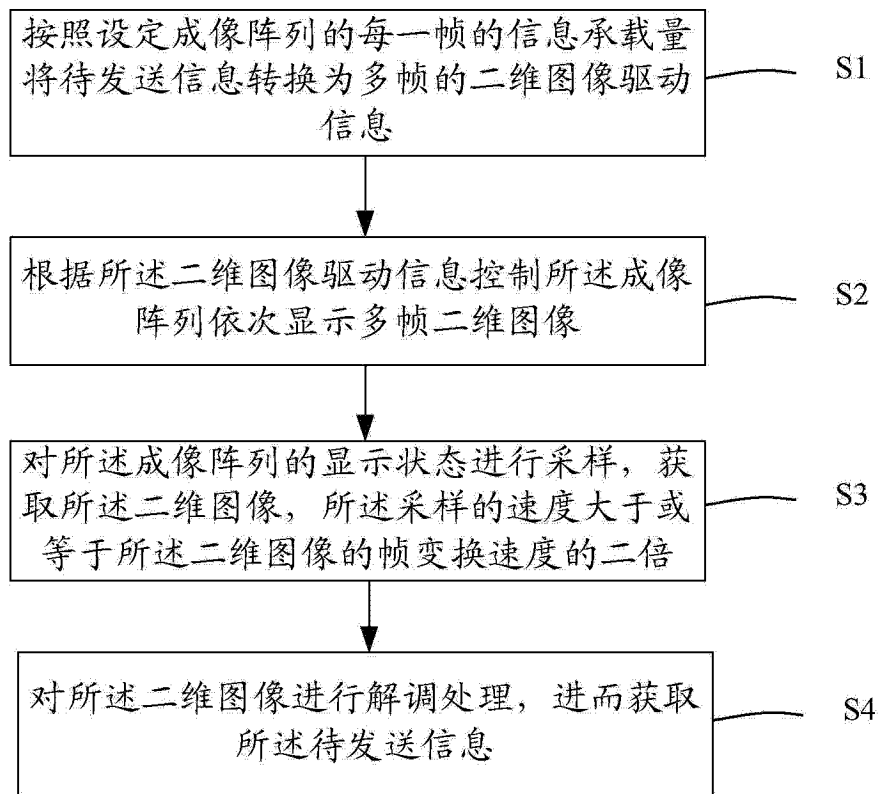 按照设定成像阵列的每一帧的信息承载量
将待发送信息转换为多帧的二维图像驱动
信息
S1
根据所述二维图像驱动信息控制所述成像
阵列依次显示多帧二维图像
S2
对所述成像阵列的显示状态进行采样，获
取所述二维图像，所述采样的速度大于或
等于所述二维图像的帧变换速度的二倍
S3
对所述二维图像进行解调处理，进而获取
所述待发送信息
S4